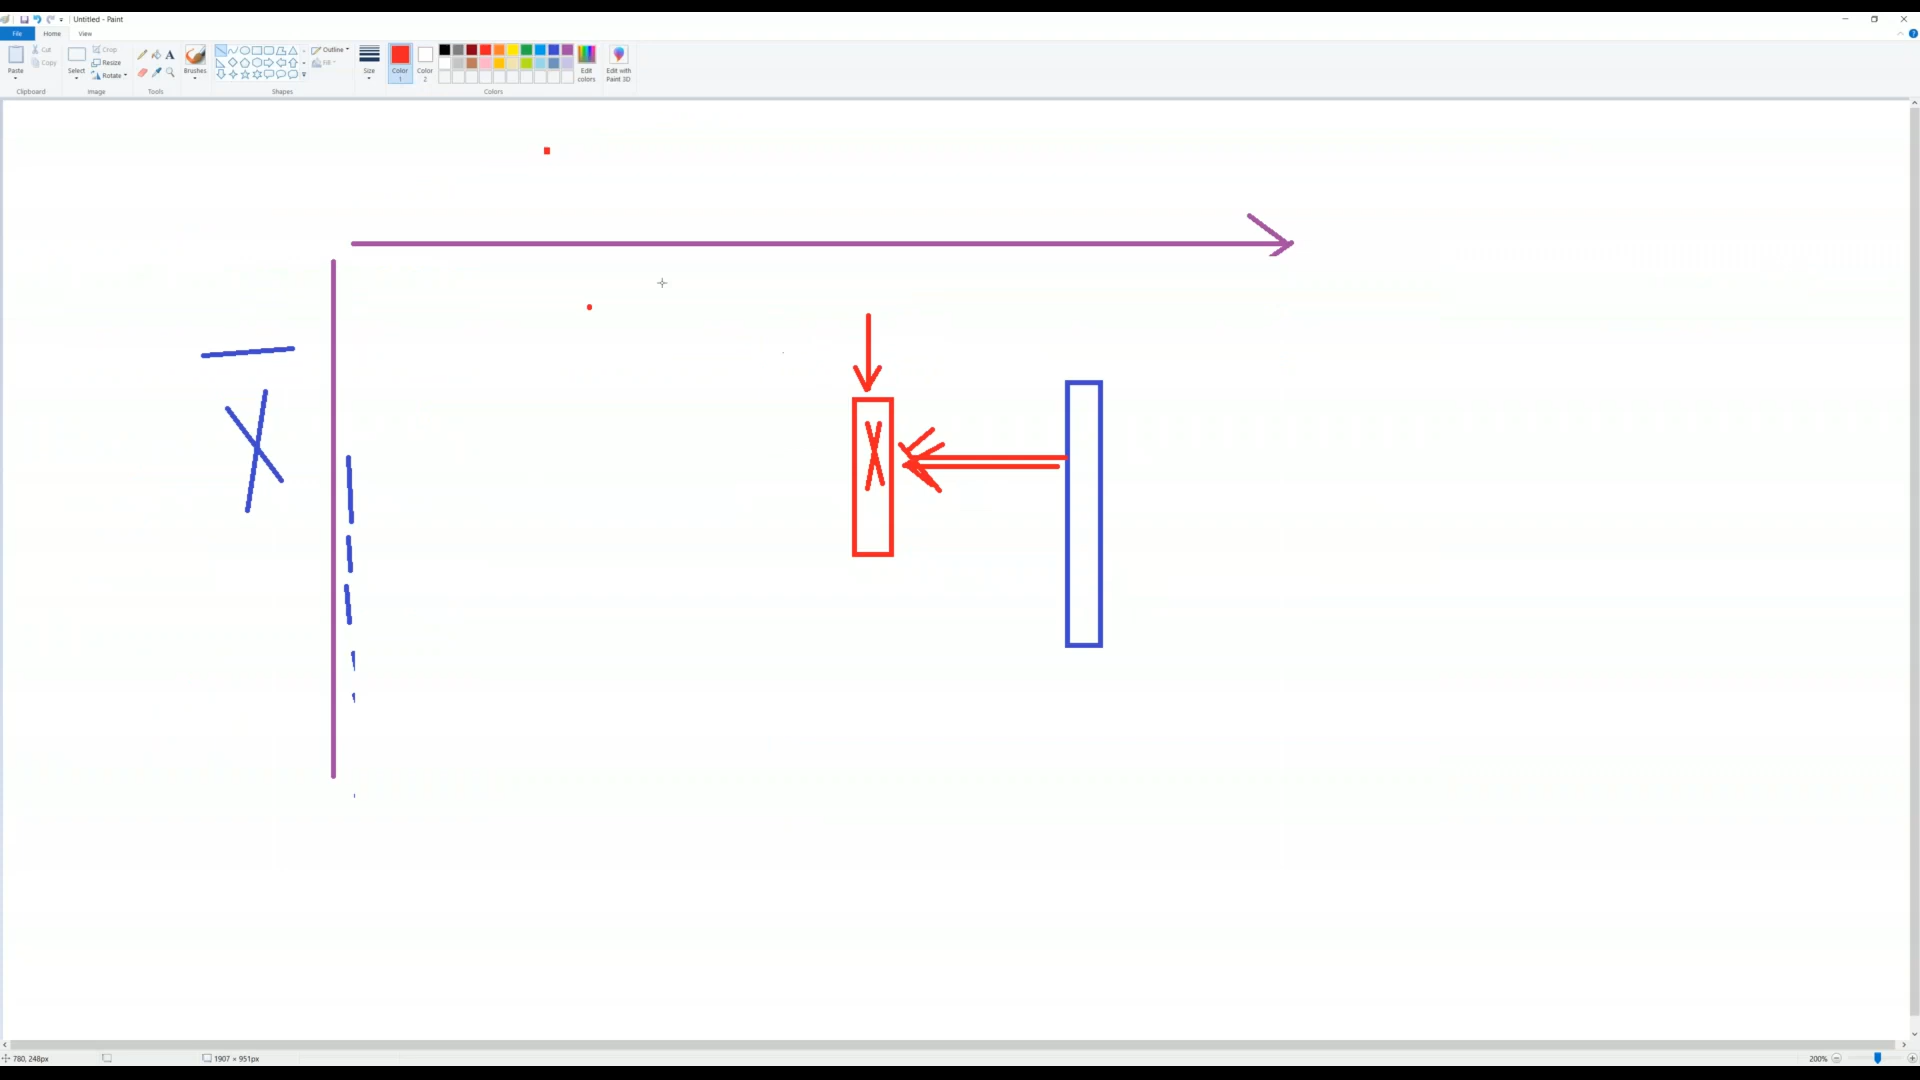 Untitled - Paint
File Home View
Paste
Cut
Copy
Clipboard
Select
Crop
Resize
Rotate
Image
A
Tools
Brushes
Outline
Fill
Shapes
Size
Color 1
Color 2
Edit colors
Edit with Paint 3D
Colors
X
X
780, 248px
1907 × 951px
200%